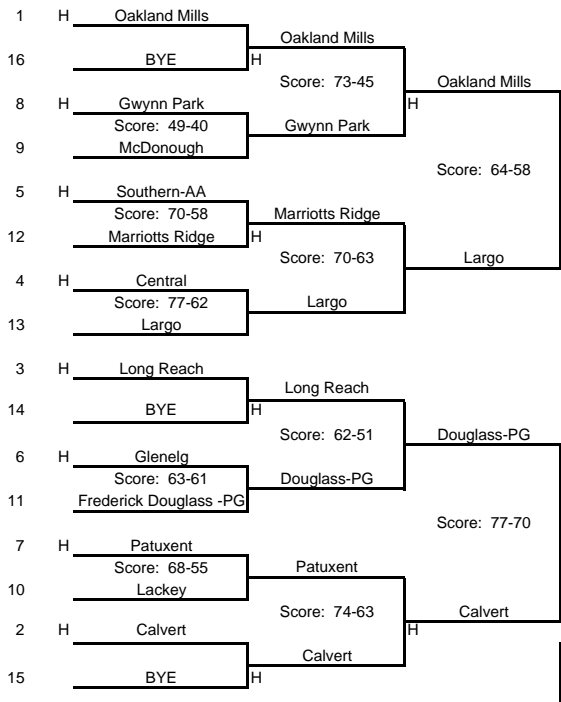 1 H Oakland Mills
Oakland Mills
16 BYE H
Score: 73-45 Oakland Mills
8 H Gwynn Park H
Score: 49-40 Gwynn Park
9 McDonough
Score: 64-58
5 H Southern-AA
Score: 70-58 Marriotts Ridge
12 Marriotts Ridge H
Score: 70-63 Largo
4 H Central
Score: 77-62 Largo
13 Largo
3 H Long Reach
Long Reach
14 BYE H
Score: 62-51 Douglass-PG
6 H Glenelg
Score: 63-61 Douglass-PG
11 Frederick Douglass -PG
Score: 77-70
7 H Patuxent
Score: 68-55 Patuxent
10 Lackey
Score: 74-63 Calvert
2 H Calvert H
Calvert
15 BYE H